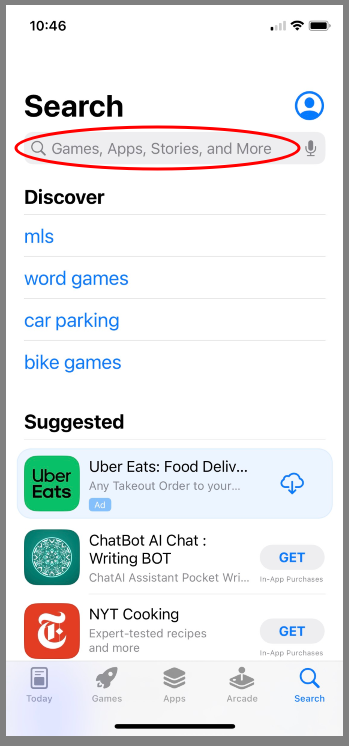 10:46
Search
Games, Apps, Stories, and More
Discover
mls
word games
car parking
bike games
Suggested
Uber Eats
Uber Eats: Food Deliv...
Any Takeout Order to your...
Ad
ChatBot AI Chat :
Writing BOT
ChatAI Assistant Pocket Wri...
GET
In-App Purchases
T
NYT Cooking
Expert-tested recipes
and more
GET
In-App Purchases
Today Games Apps Arcade Search